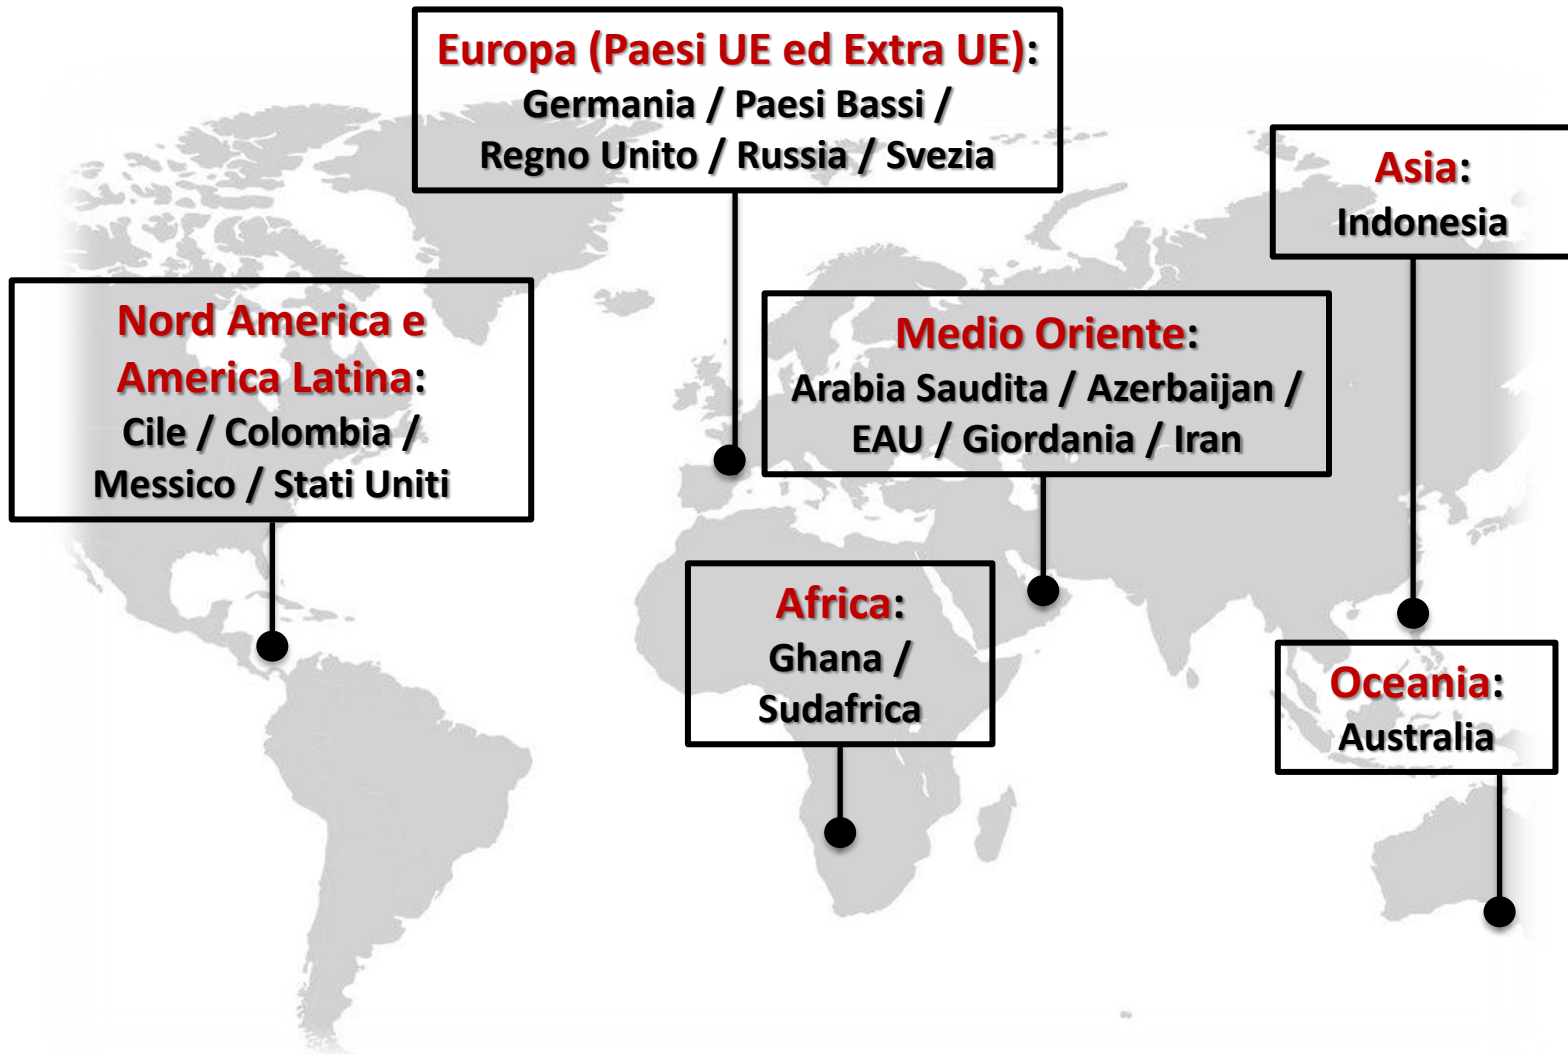 Europa (Paesi UE ed Extra UE):
Germania / Paesi Bassi /
Regno Unito / Russia / Svezia
Asia:
Indonesia
Nord America e
America Latina:
Cile / Colombia /
Messico / Stati Uniti
Medio Oriente:
Arabia Saudita / Azerbaijan /
EAU / Giordania / Iran
Africa:
Ghana /
Sudafrica
Oceania:
Australia